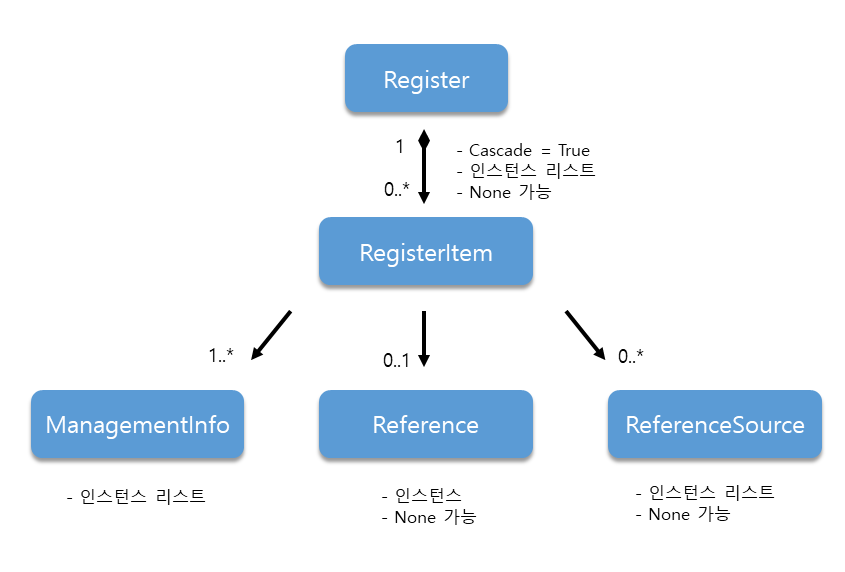 Register
1
- Cascade = True
- 인스턴스 리스트
0..*
- None 가능
RegisterItem
1..*
0..1
0..*
ManagementInfo
Reference
ReferenceSource
- 인스턴스 리스트
- 인스턴스
- None 가능
- 인스턴스 리스트
- None 가능